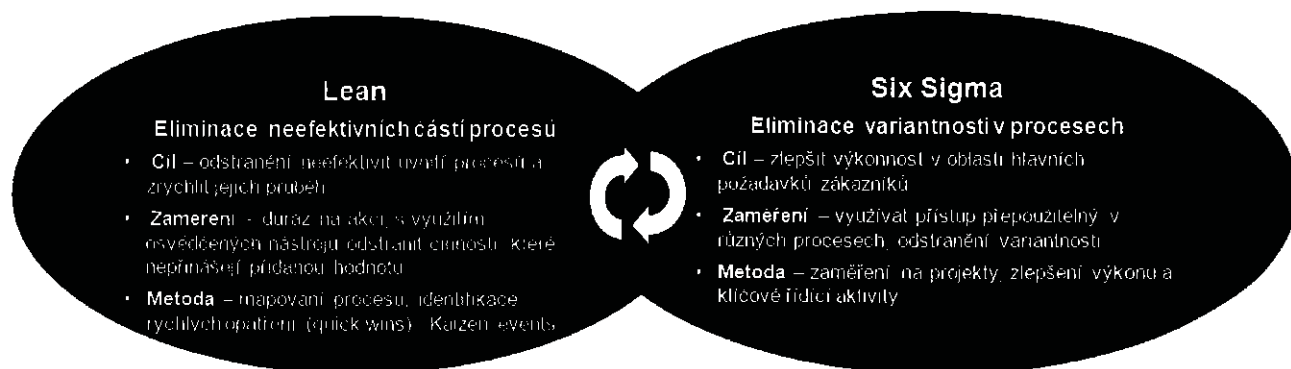 Lean
Eliminace neefektivních částí procesů
• Cíl – odstranění neefektivit uvnitř procesů a
zrychlit jejich průběh
• Zaměření - důraz na akci, s využitím
osvědčených nástrojů odstranit činnosti, které
nepřinášejí přidanou hodnotu
• Metoda – mapování procesu, identifikace
rychlých opatření (quick wins), Kaizen events
Six Sigma
Eliminace variantnosti v procesech
• Cíl – zlepšit výkonnost v oblasti hlavních
požadavků zákazníků
• Zaměření – využívat přístup přepoužitelný v
různých procesech, odstranění variantnosti
• Metoda – zaměření na projekty, zlepšení výkonu a
klíčové řídící aktivity